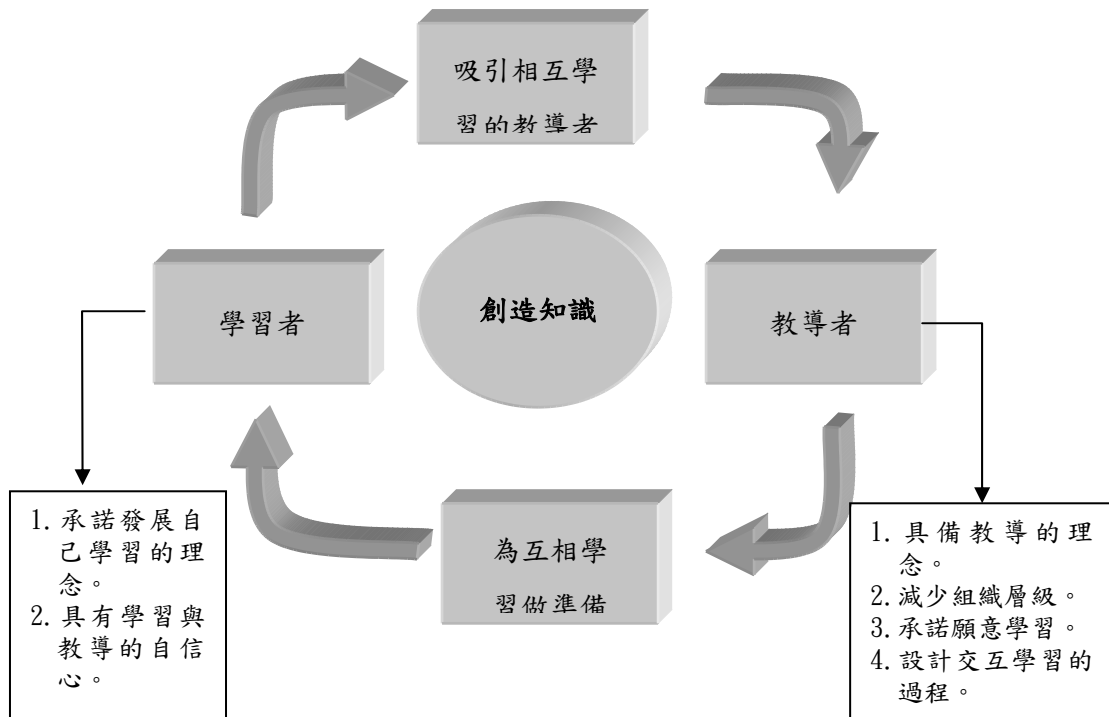 吸引相互學
習的教導者
學習者
創造知識
教導者
為互相學
習做準備
1. 承諾發展自
己學習的理
念。
2. 具有學習與
教導的自信
心。
1. 具備教導的理
念。
2. 減少組織層級。
3. 承諾願意學習。
4. 設計交互學習的
過程。